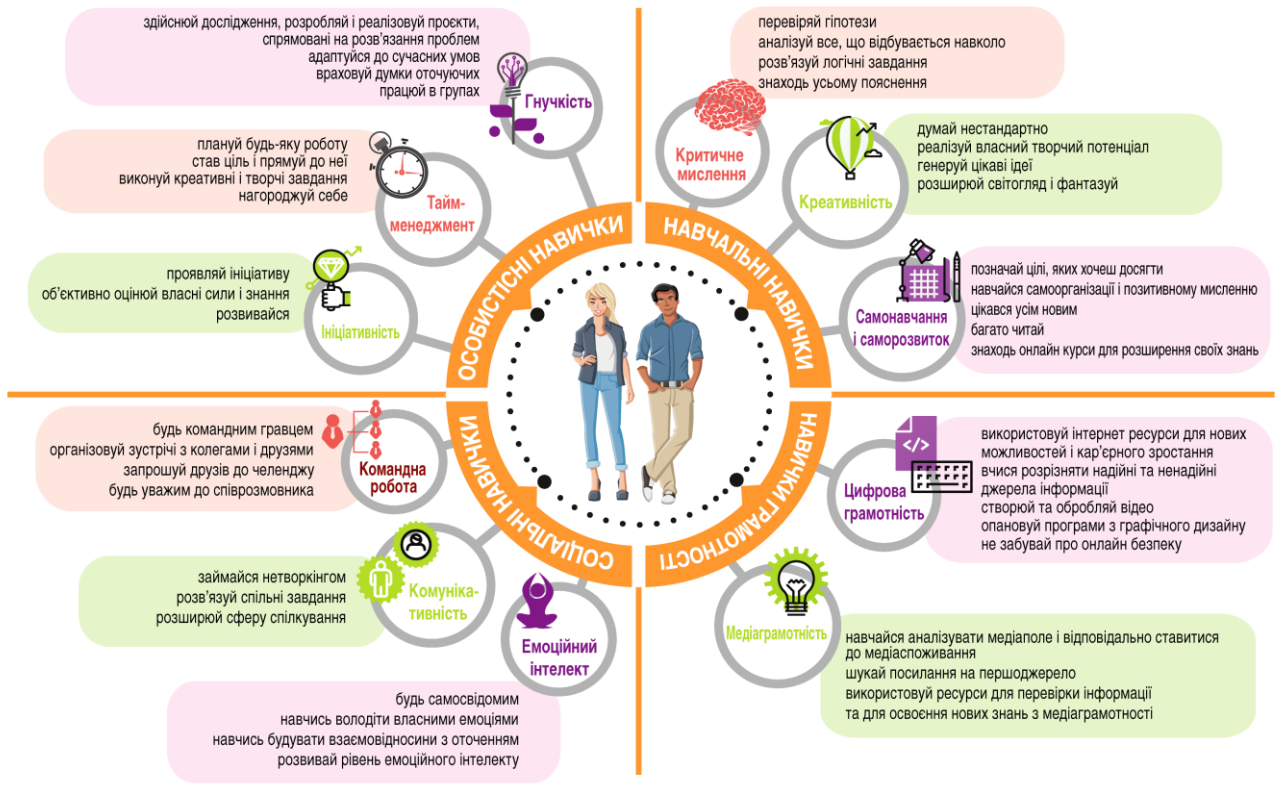 здійснюй дослідження, розробляй і реалізовуй проєкти,
спрямовані на розв’язання проблем
адаптуйся до сучасних умов
враховуй думки оточуючих
працюй в групах
Гнучкість
плануй будь-яку роботу
став ціль і прямуй до неї
виконуй креативні і творчі завдання
нагороджуй себе
Тайм-
менеджмент
проявляй ініціативу
об’єктивно оцінюй власні сили і знання
розвивайся
Ініціативність
ОСОБИСТІСНІ НАВИЧКИ
перевіряй гіпотези
аналізуй все, що відбувається навколо
розв’язуй логічні завдання
знаходь усьому пояснення
Критичне
мислення
думай нестандартно
реалізуй власний творчий потенціал
генеруй цікаві ідеї
розширюй світогляд і фантазуй
Креативність
позначай цілі, яких хочеш досягти
навчайся самоорганізації і позитивному мисленню
цікався усім новим
багато читай
знаходь онлайн курси для розширення своїх знань
Самонавчання
і саморозвиток
НАВЧАЛЬНІ НАВИЧКИ
будь командним гравцем
організовуй зустрічі з колегами і друзями
запрошуй друзів до челенджу
будь уважим до співрозмовника
Командна
робота
займайся нетворкінгом
розв’язуй спільні завдання
розширюй сферу спілкування
Комуніка-
тивність
Емоційний
інтелект
будь самосвідомим
навчись володіти власними емоціями
навчись будувати взаємовідносини з оточенням
розвивай рівень емоційного інтелекту
СОЦІАЛЬНІ НАВИЧКИ
використовуй інтернет ресурси для нових
можливостей і кар’єрного зростання
вчися розрізняти надійні та ненадійні
джерела інформації
створюй та обробляй відео
опановуй програми з графічного дизайну
не забувай про онлайн безпеку
</>
Цифрова
грамотність
Медіаграмотність
навчайся аналізувати медіаполе і відповідально ставитися
до медіаспоживання
шукай посилання на першоджерело
використовуй ресурси для перевірки інформації
та для освоєння нових знань з медіаграмотності
НАВИЧКИ ГРАМОТНОСТІ